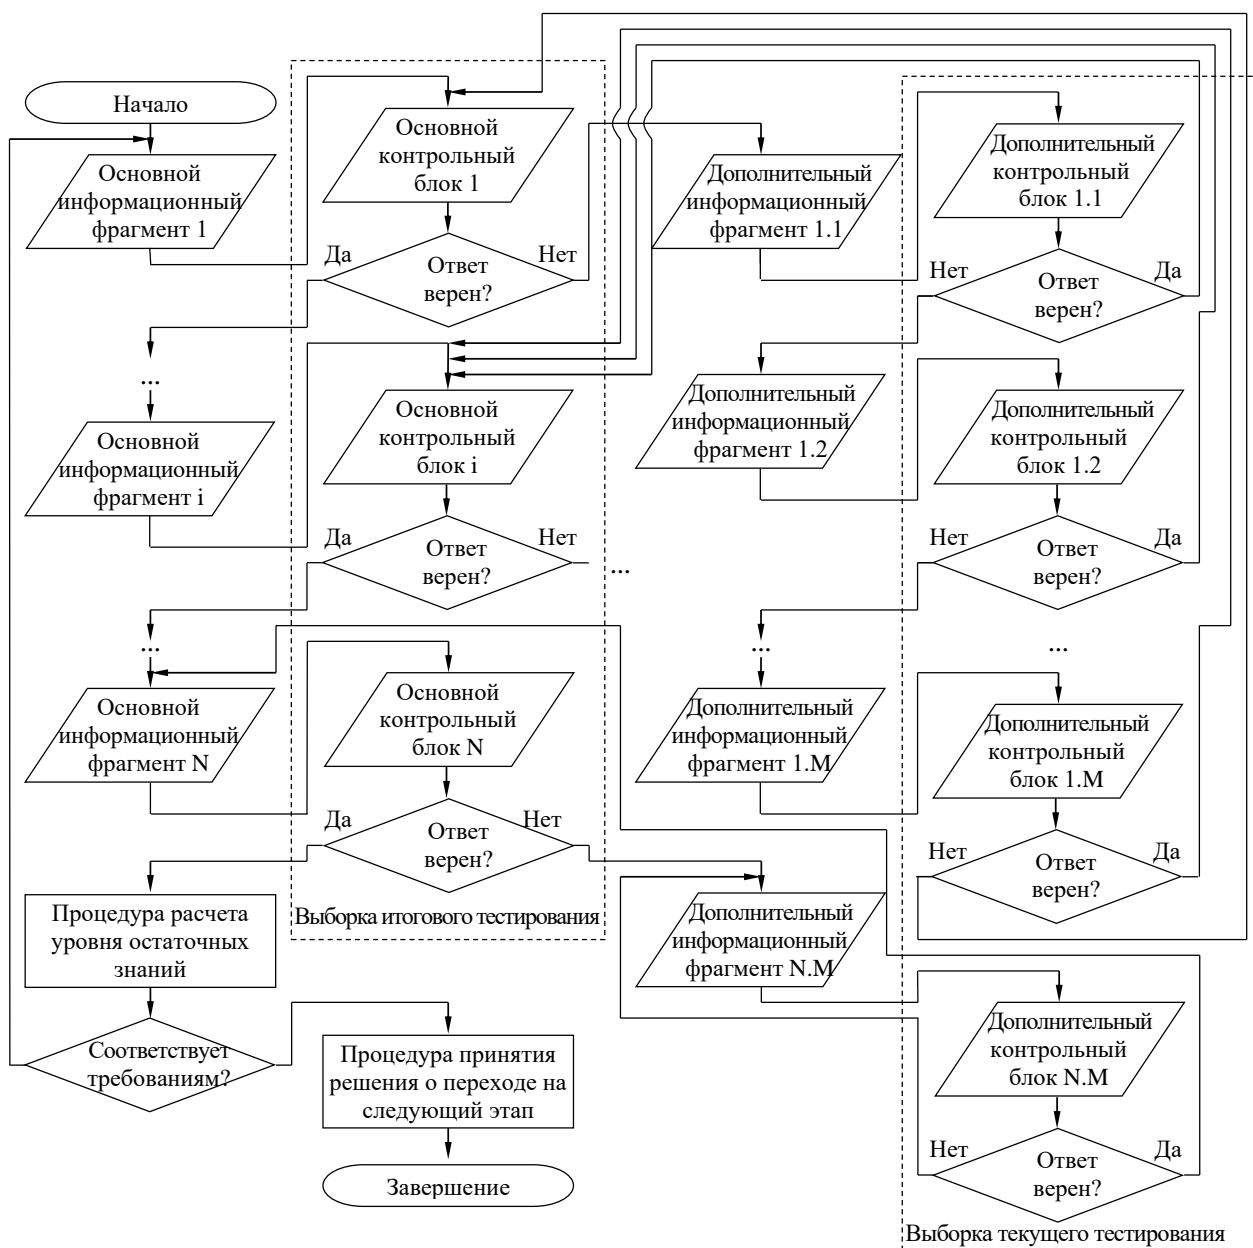 Начало
Основной
информационный
фрагмент 1
Основной
контрольный
блок 1
Да
Нет
Ответ
верен?
Дополнительный
информационный
фрагмент 1.1
Дополнительный
контрольный
блок 1.1
Нет
Да
Ответ
верен?
...
Основной
информационный
фрагмент i
Основной
контрольный
блок i
Да
Нет
Ответ
верен?
...
Дополнительный
информационный
фрагмент 1.2
Дополнительный
контрольный
блок 1.2
Нет
Да
Ответ
верен?
...
Основной
информационный
фрагмент N
Основной
контрольный
блок N
Да
Нет
Ответ
верен?
...
Дополнительный
информационный
фрагмент 1.M
...
Дополнительный
контрольный
блок 1.M
Нет
Да
Ответ
верен?
Процедура расчета
уровня остаточных
знаний
Выборка итогового тестирования
Дополнительный
информационный
фрагмент N.M
Соответствует
требованиям?
Процедура принятия
решения о переходе на
следующий этап
Завершение
Дополнительный
контрольный
блок N.M
Нет
Да
Ответ
верен?
Выборка текущего тестирования